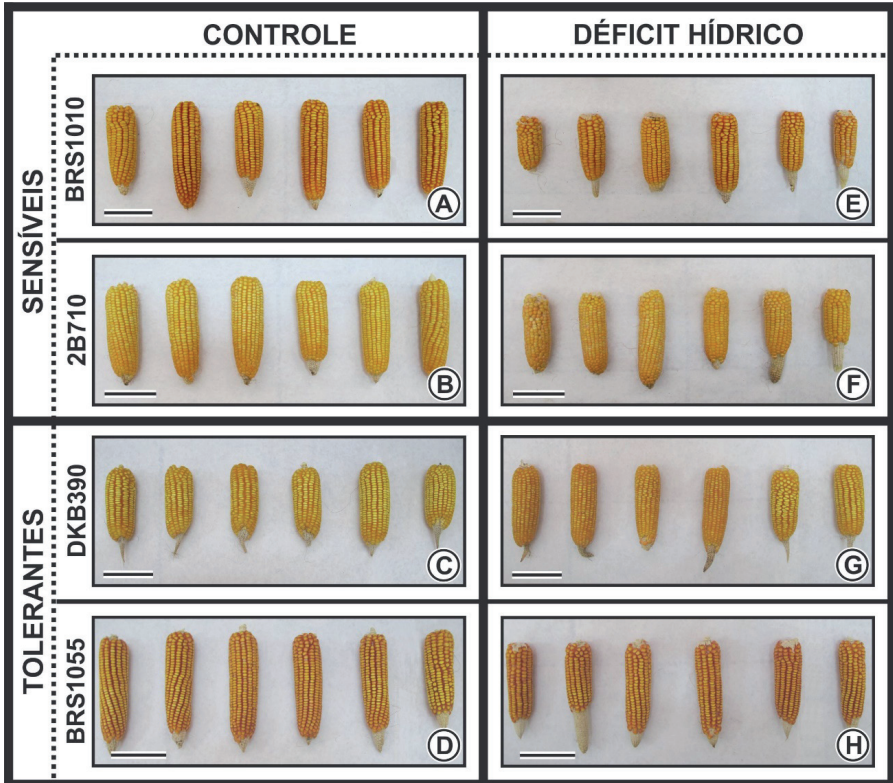 CONTROLE
DÉFICIT HÍDRICO
SENSÍVEIS
BRS1010
A
E
2B710
B
F
TOLERANTES
DKB390
C
G
BRS1055
D
H